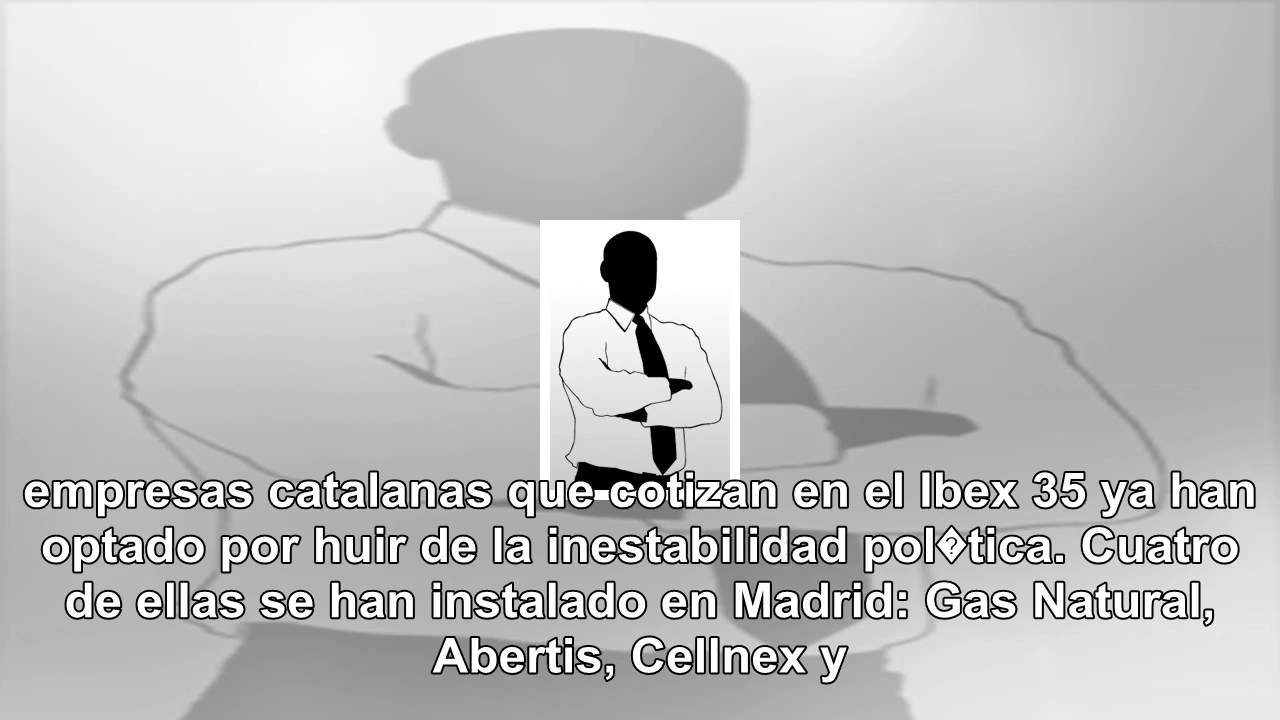 empresas catalanas que cotizan en el Ibex 35 ya han
optado por huir de la inestabilidad pol�tica. Cuatro
de ellas se han instalado en Madrid: Gas Natural,
Abertis, Cellnex y